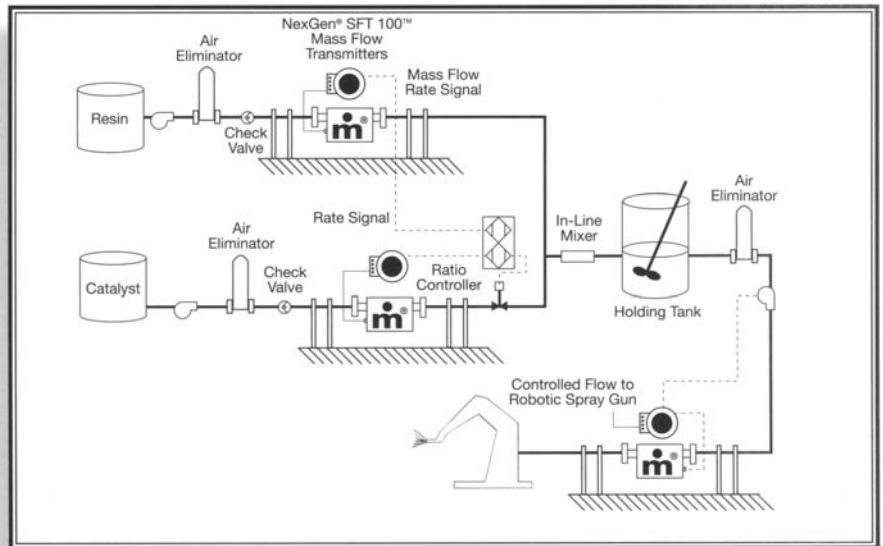 NexGen® SFT 100™
Mass Flow
Transmitters
Air
Eliminator
Mass Flow
Rate Signal
Resin
Check
Valve
Air
Eliminator
Rate Signal
In-Line
Mixer
Air
Eliminator
Check
Valve
Ratio
Controller
Catalyst
m®
m®
Holding Tank
Controlled Flow to
Robotic Spray Gun
m®